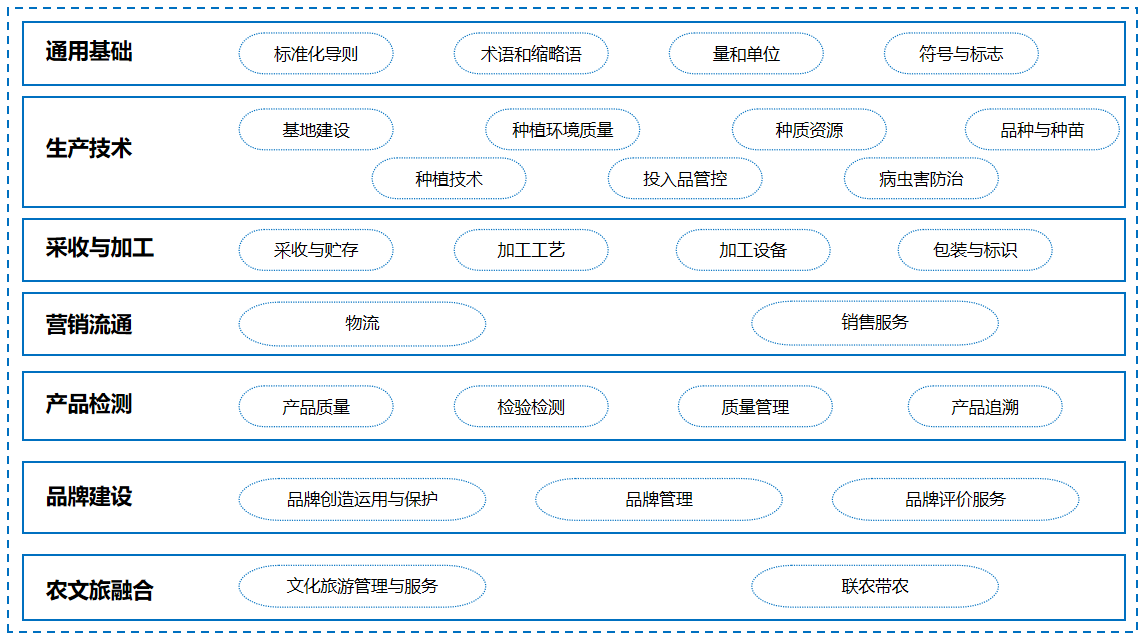 通用基础
标准化导则 术语和缩略语 量和单位 符号与标志
生产技术
基地建设 种植环境质量 种质资源 品种与种苗
种植技术 投入品管控 病虫害防治
采收与加工
采收与贮存 加工工艺 加工设备 包装与标识
营销流通
物流 销售服务
产品检测
产品质量 检验检测 质量管理 产品追溯
品牌建设
品牌创造运用与保护 品牌管理 品牌评价服务
农文旅融合
文化旅游管理与服务 联农带农